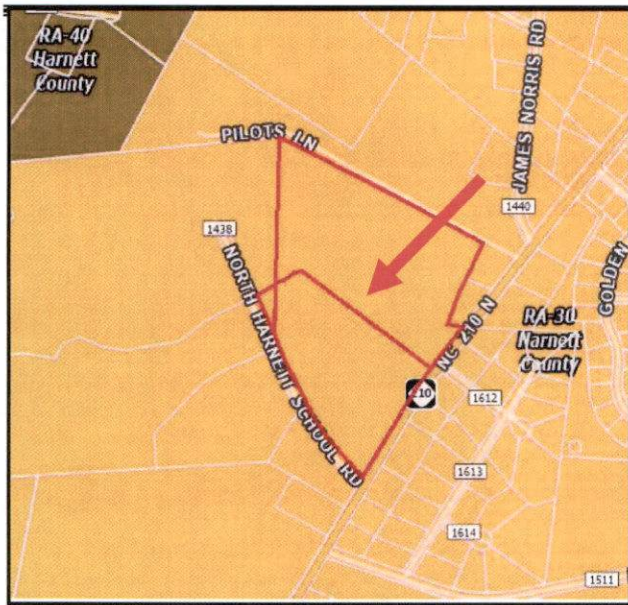 RA-40
Harnett
County
PILOTS LN
JAMES NORRIS RD
1440
1438
NORTH HARNETT SCHOOL RD
GOLDEN
RA-30
Harnett
County
NC 210 N
210
1612
1613
1614
1511